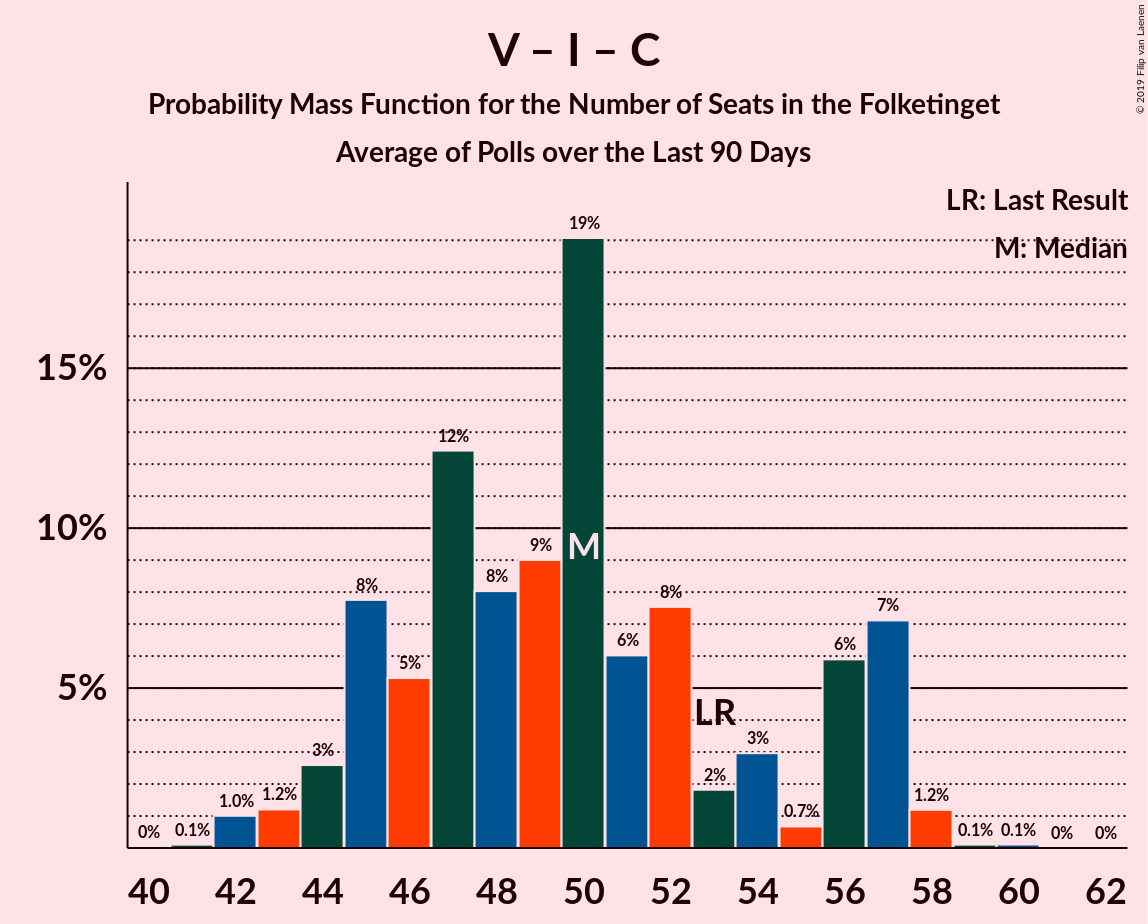 V – I – C
Probability Mass Function for the Number of Seats in the Folketinget
Average of Polls over the Last 90 Days
© 2019 Filip van Laenen
LR: Last Result
M: Median
15%
10%
5%
0%
0.1%
1.0%
1.2%
3%
8%
5%
12%
8%
9%
19%
M
6%
8%
LR
2%
3%
0.7%
6%
7%
1.2%
0.1%
0.1%
0%
0%
40 42 44 46 48 50 52 54 56 58 60 62